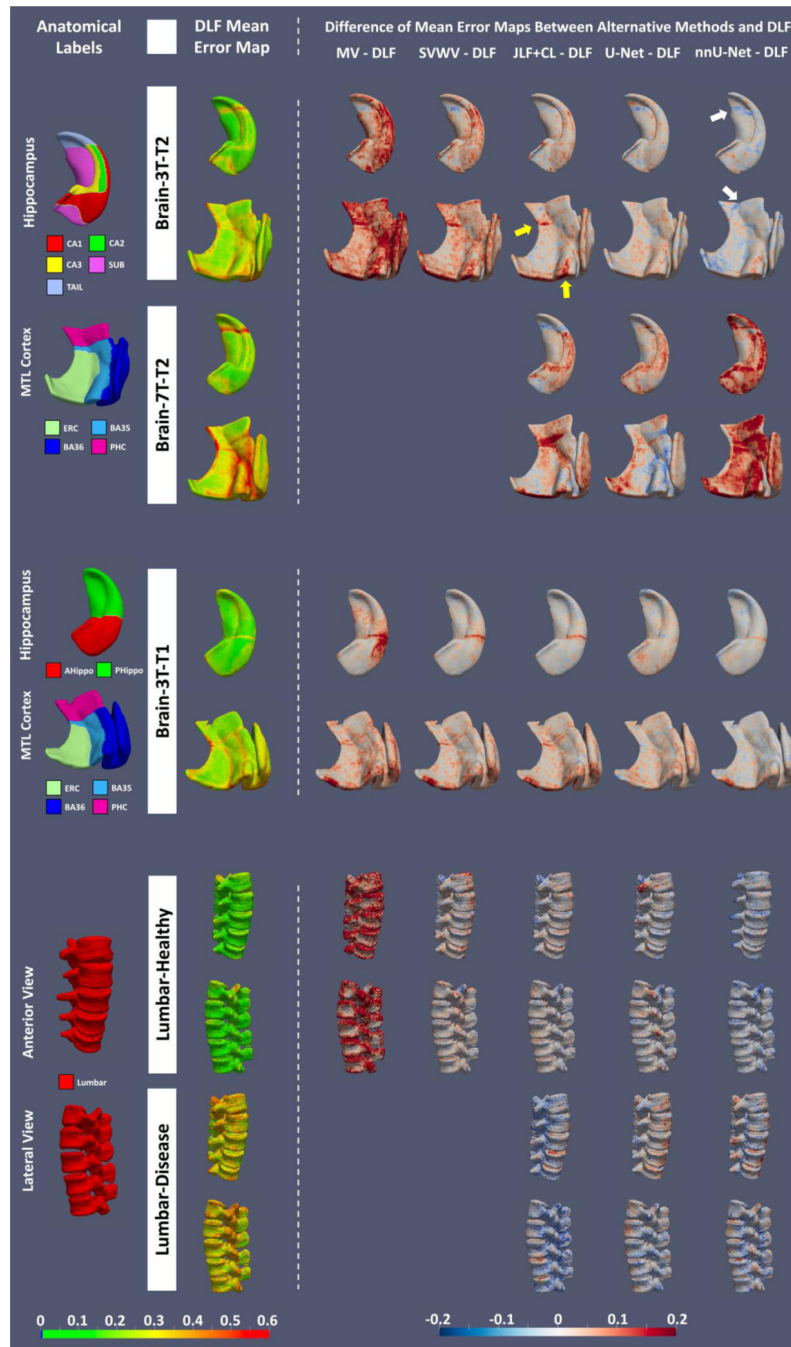 Anatomical Labels
DLF Mean Error Map
Difference of Mean Error Maps Between Alternative Methods and DLF
MV - DLF
SVWV - DLF
JLF+CL - DLF
U-Net - DLF
nnU-Net - DLF
Hippocampus
CA1
CA2
CA3
SUB
TAIL
Brain-3T-T2
MTL Cortex
ERC
BA35
BA36
PHC
Brain-7T-T2
Hippocampus
AHippo
PHippo
Brain-3T-T1
MTL Cortex
ERC
BA35
BA36
PHC
Anterior View
Lumbar-Healthy
Lumbar
Lateral View
Lumbar-Disease
0 0.1 0.2 0.3 0.4 0.5 0.6
-0.2 -0.1 0 0.1 0.2